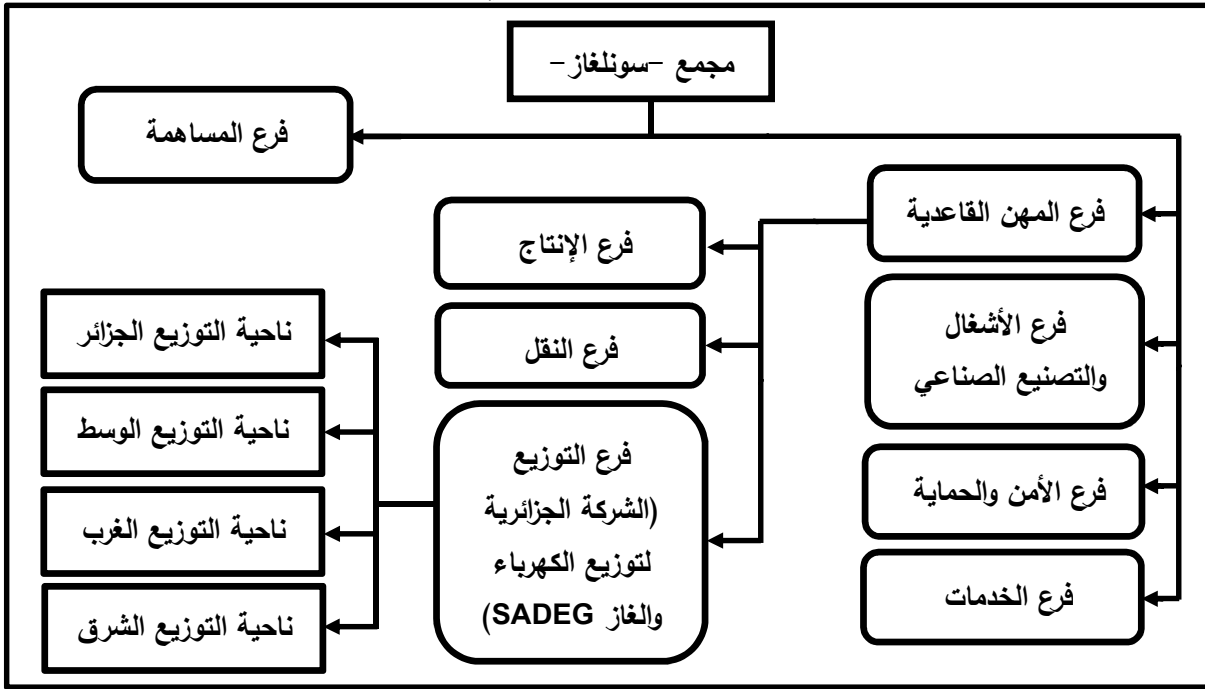 مجمع -سونلغاز-
فرع المساهمة
فرع المهن القاعدية
فرع الأشغال
والتصنيع الصناعي
فرع الأمن والحماية
فرع الخدمات
فرع الإنتاج
فرع النقل
فرع التوزيع
(الشركة الجزائرية
لتوزيع الكهرباء
والغاز SADEG)
ناحية التوزيع الجزائر
ناحية التوزيع الوسط
ناحية التوزيع الغرب
ناحية التوزيع الشرق